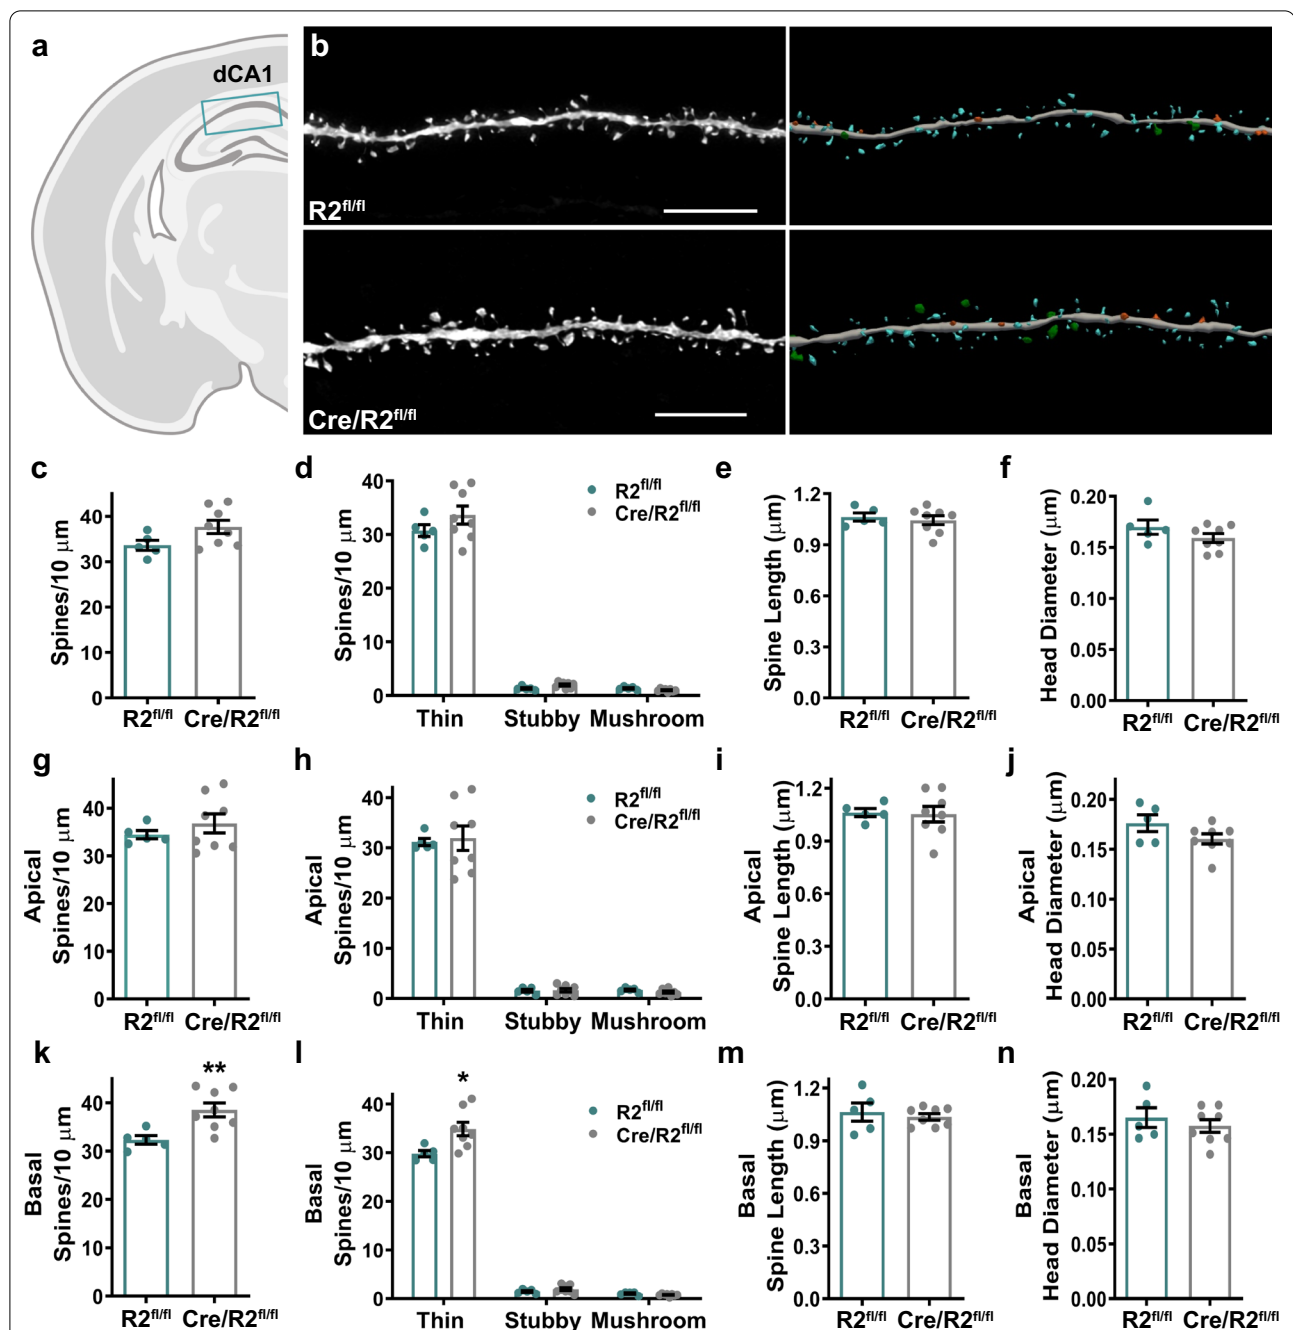 a
dCA1
b
R2fl/fl
Cre/R2fl/fl
c
Spines/10 μm
40
30
20
10
0
R2fl/fl Cre/R2fl/fl
d
Spines/10 μm
40
30
20
10
0
R2fl/fl
Cre/R2fl/fl
Thin Stubby Mushroom
e
Spine Length (μm)
1.2
0.9
0.6
0.3
0.0
R2fl/fl Cre/R2fl/fl
f
Head Diameter (μm)
0.20
0.15
0.10
0.05
0.00
R2fl/fl Cre/R2fl/fl
g
Apical
Spines/10 μm
40
30
20
10
0
R2fl/fl Cre/R2fl/fl
h
Apical
Spines/10 μm
40
30
20
10
0
R2fl/fl
Cre/R2fl/fl
Thin Stubby Mushroom
i
Apical
Spine Length (μm)
1.2
0.9
0.6
0.3
0.0
R2fl/fl Cre/R2fl/fl
j
Apical
Head Diameter (μm)
0.20
0.15
0.10
0.05
0.00
R2fl/fl Cre/R2fl/fl
k
Basal
Spines/10 μm
40
30
20
10
0
**
R2fl/fl Cre/R2fl/fl
l
Basal
Spines/10 μm
40
30
20
10
0
*
R2fl/fl
Cre/R2fl/fl
Thin Stubby Mushroom
m
Basal
Spine Length (μm)
1.2
0.9
0.6
0.3
0.0
R2fl/fl Cre/R2fl/fl
n
Basal
Head Diameter (μm)
0.20
0.15
0.10
0.05
0.00
R2fl/fl Cre/R2fl/fl